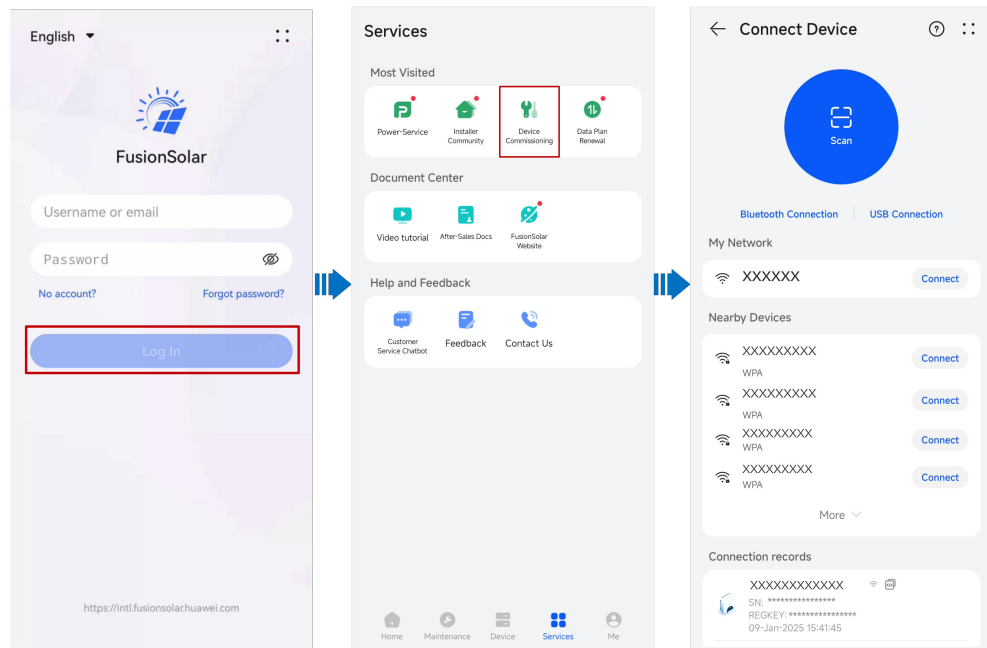 English
FusionSolar
Username or email
Password
No account? Forgot password?
Log In
https://intl.fusionsolar.huawei.com
Services
Most Visited
Power-Service
Installer
Community
Device
Commissioning
Data Plan
Renewal
Document Center
Video tutorial
After-Sales Docs
FusionSolar
Website
Help and Feedback
Customer
Service Chatbot
Feedback
Contact Us
Home Maintenance Device Services Me
Connect Device
Scan
Bluetooth Connection USB Connection
My Network
XXXXXX Connect
Nearby Devices
XXXXXXXXX
WPA
Connect
XXXXXXXXX
WPA
Connect
XXXXXXXXX
WPA
Connect
XXXXXXXXX
WPA
Connect
More
Connection records
XXXXXXXXXXXX
SN: ****************
REGKEY: ****************
09-Jan-2025 15:41:45